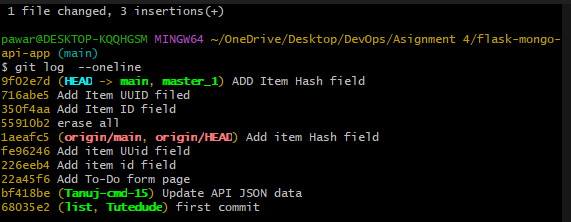 1 file changed, 3 insertions(+)
pawar@DESKTOP-KQQHGSM MINGW64 ~/OneDrive/Desktop/DevOps/Asignment 4/flask-mongo-
api-app (main)
$ git log  --oneline
9f02e7d (HEAD -> main, master_1) ADD Item Hash field
716abe5 Add Item UUID filed
350f4aa Add Item ID field
55910b2 erase all
1aeafc5 (origin/main, origin/HEAD) Add item Hash field
fe96246 Add item UUid field
226eeb4 Add item id field
22a45f6 Add To-Do form page
bf418be (Tanuj-cmd-15) Update API JSON data
68035e2 (list, Tutedude) first commit